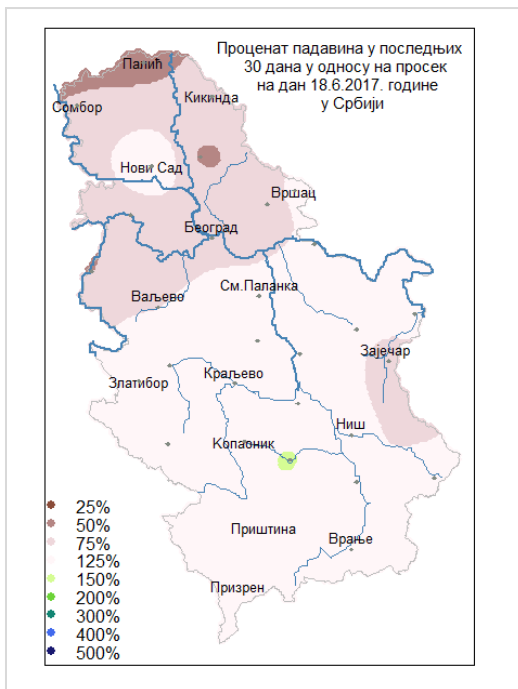 Проценат падавина у последњих
30 дана у односу на просек
на дан 18.6.2017. године
у Србији
Палић
Сомбор
Кикинда
Нови Сад
Вршац
Београд
Ваљево
См.Паланка
Зајечар
Златибор
Краљево
Ниш
Копаоник
Приштина
Врање
Призрен
25%
50%
75%
125%
150%
200%
300%
400%
500%